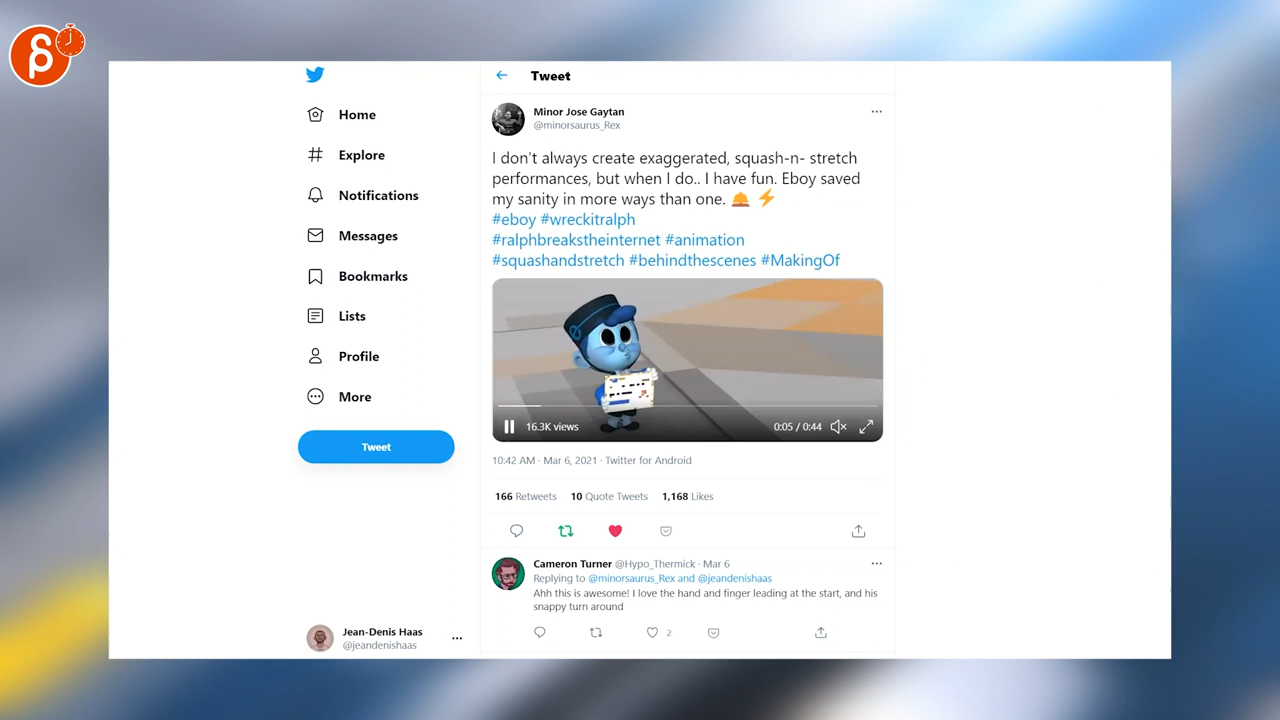 Tweet
Minor Jose Gaytan
@minorsaurus_Rex
Home
Explore
Notifications
Messages
Bookmarks
Lists
Profile
More
Tweet
I don't always create exaggerated, squash-n- stretch
performances, but when I do.. I have fun. Eboy saved
my sanity in more ways than one. 🛎️ ⚡
#eboy #wreckitralph
#ralphbreakstheinternet #animation
#squashandstretch #behindthescenes #MakingOf
16.3K views
0:05 / 0:44
10:42 AM · Mar 6, 2021 · Twitter for Android
166 Retweets 10 Quote Tweets 1,168 Likes
Cameron Turner @Hypo_Thermick · Mar 6
Replying to @minorsaurus_Rex and @jeandenishaas
Ahh this is awesome! I love the hand and finger leading at the start, and his
snappy turn around
2
Jean-Denis Haas
@jeandenishaas